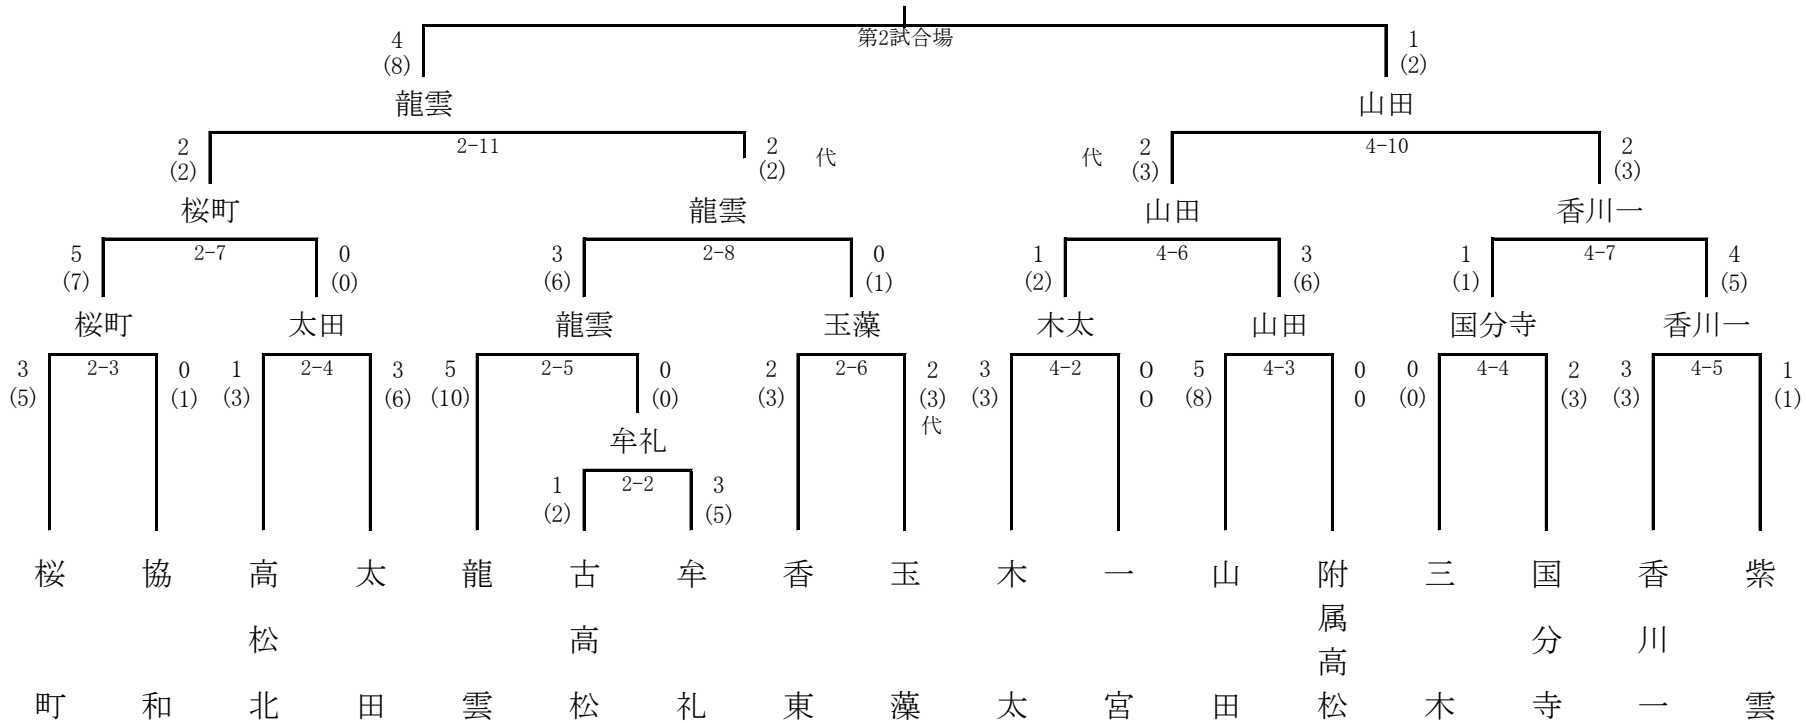 第2試合場
4 1
(8) (2)
龍雲 山田
2 2-11 2 代 代 2 4-10 2
(2) (2) (3) (3)
桜町 龍雲 山田 香川一
5 2-7 0 3 2-8 0 1 4-6 3 1 4-7 4
(7) (0) (6) (1) (2) (6) (1) (5)
桜町 太田 龍雲 玉藻 木太 山田 国分寺 香川一
3 2-3 0 1 2-4 3 5 2-5 0 2 2-6 2 3 4-2 0 5 4-3 0 0 4-4 2 3 4-5 1
(5) (1) (3) (6) (10) (0) (3) (3) (3) 0 (8) 0 (0) (3) (3) (1)
代
牟礼
1 2-2 3
(2) (5)
桜町
協和
高松北
太田
龍雲
古高松
牟礼
香東
玉藻
木太
一宮
山田
附属高松
三木
国分寺
香川一
紫雲